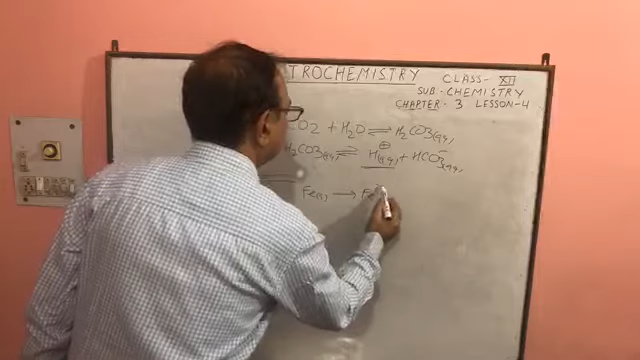 TROCHEMISTRY CLASS- XII
SUB.- CHEMISTRY
CHAPTER: 3 LESSON-4
CO2 + H2O ⇌ H2CO3(aq)
H2CO3(aq) ⇌ H⊕(aq) + HCO3⁻(aq)
Fe(s) → Fe